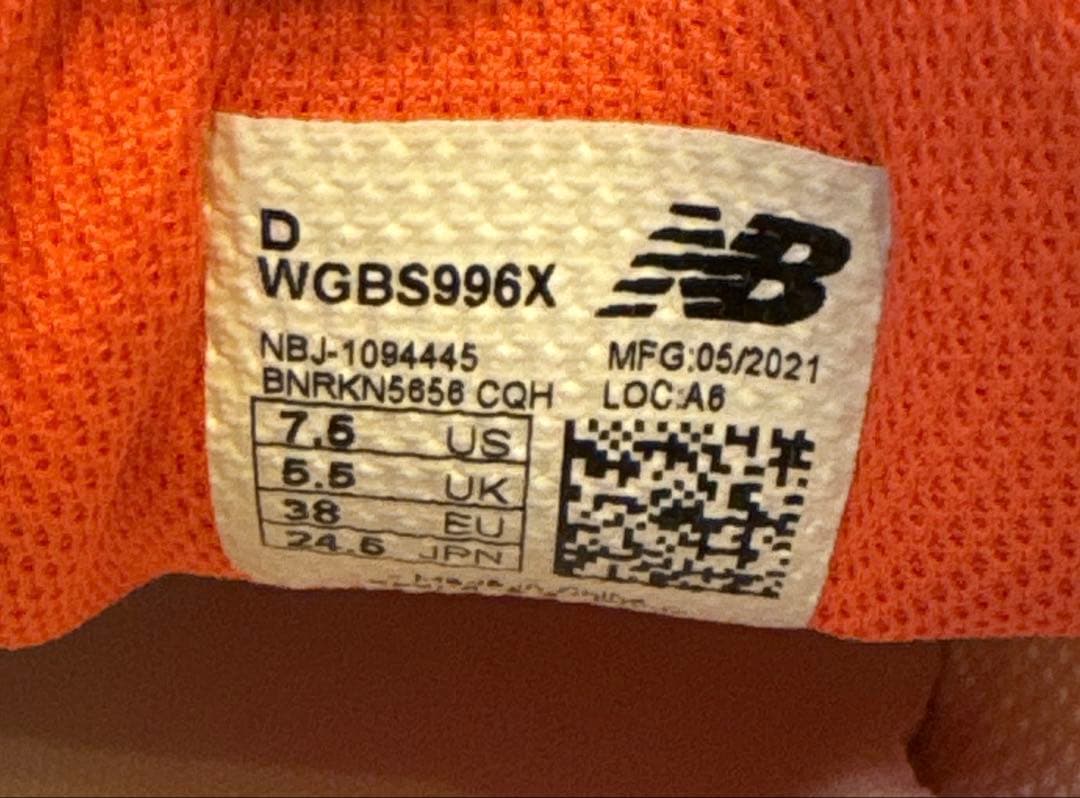 D
WGBS996X
NB
NBJ-1094445
MFG:05/2021
BNRKN5656 CQH
LOC:A6
7.5 US
5.5 UK
38 EU
24.5 JPN